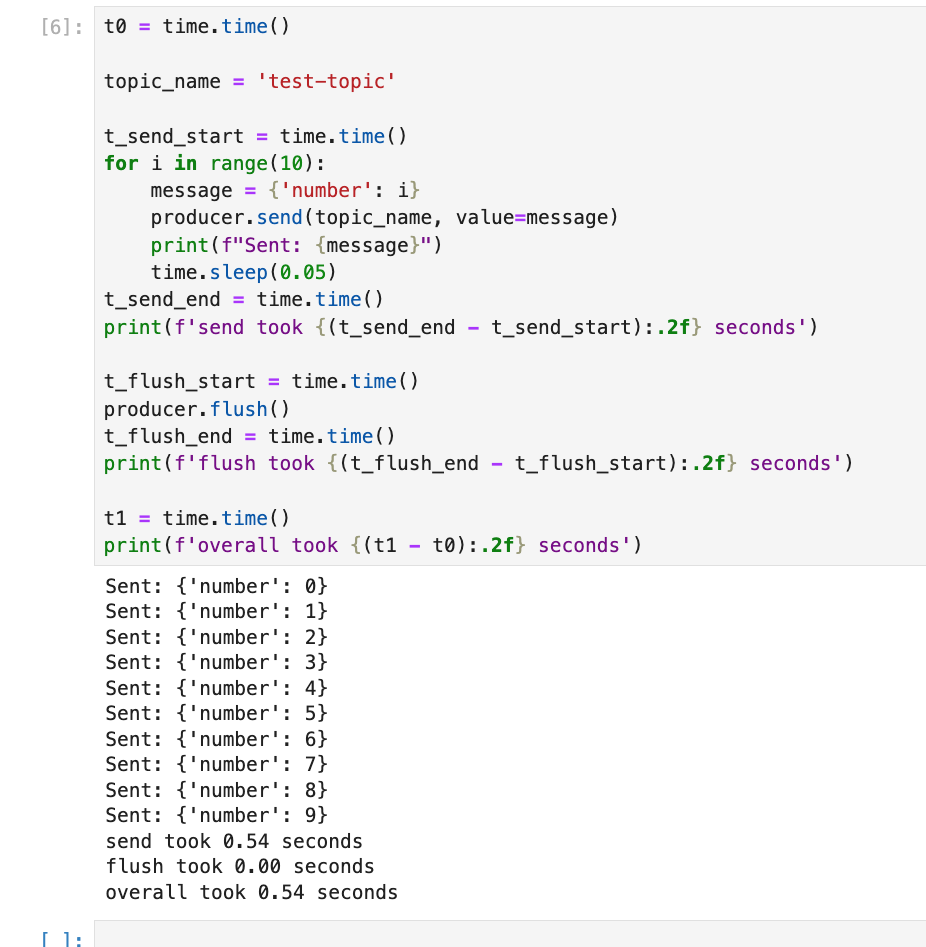 [6]: t0 = time.time()

topic_name = 'test-topic'

t_send_start = time.time()
for i in range(10):
    message = {'number': i}
    producer.send(topic_name, value=message)
    print(f"Sent: {message}")
    time.sleep(0.05)
t_send_end = time.time()
print(f'send took {(t_send_end - t_send_start):.2f} seconds')

t_flush_start = time.time()
producer.flush()
t_flush_end = time.time()
print(f'flush took {(t_flush_end - t_flush_start):.2f} seconds')

t1 = time.time()
print(f'overall took {(t1 - t0):.2f} seconds')
Sent: {'number': 0}
Sent: {'number': 1}
Sent: {'number': 2}
Sent: {'number': 3}
Sent: {'number': 4}
Sent: {'number': 5}
Sent: {'number': 6}
Sent: {'number': 7}
Sent: {'number': 8}
Sent: {'number': 9}
send took 0.54 seconds
flush took 0.00 seconds
overall took 0.54 seconds
[ ]: